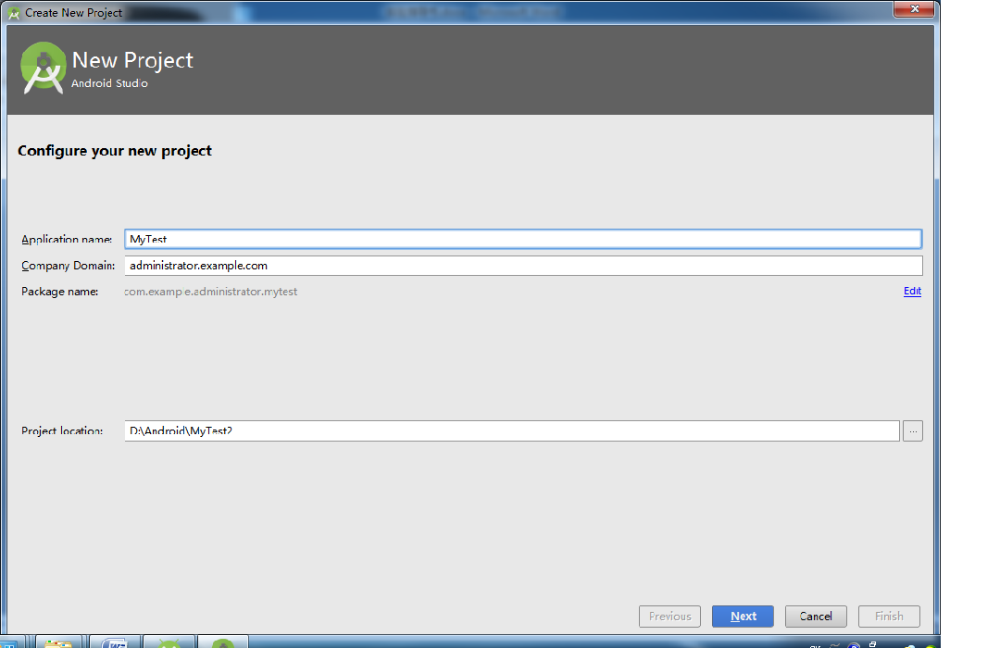 Create New Project
New Project
Android Studio
Configure your new project
Application name: MyTest
Company Domain: administrator.example.com
Package name: com.example.administrator.mytest Edit
Project location: D:\Android\MyTest2 ...
Previous Next Cancel Finish